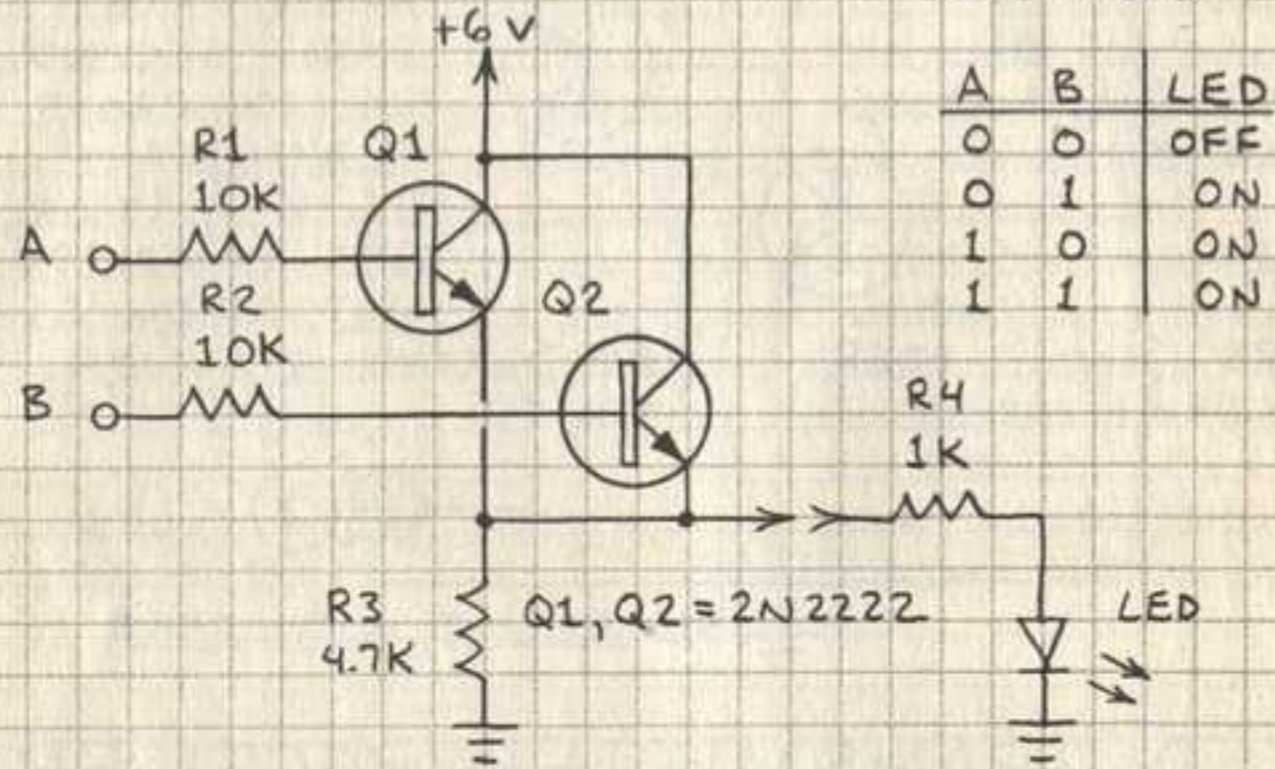 +6 V
A B LED
0 0 OFF
0 1 ON
1 0 ON
1 1 ON
R1
10K
Q1
A
R2
10K
Q2
B
R4
1K
R3
4.7K
Q1, Q2 = 2N2222
LED